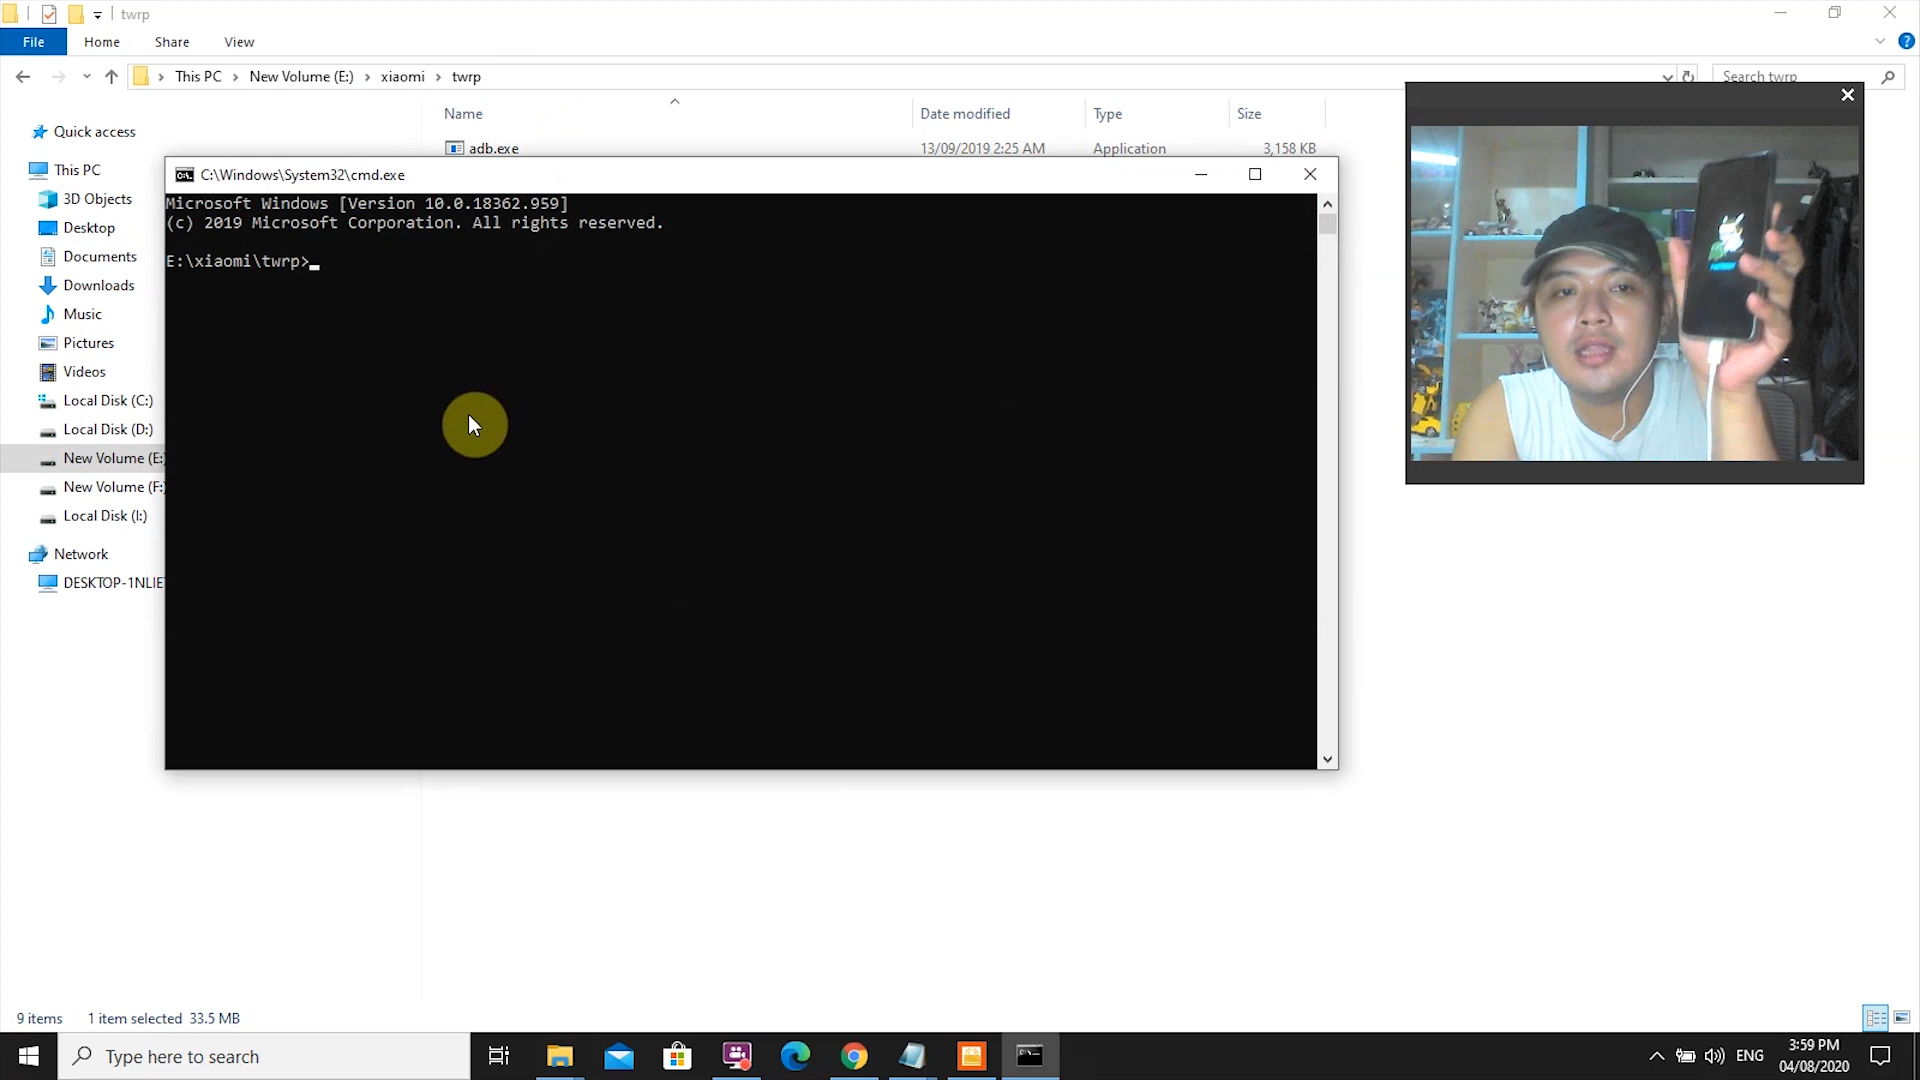 twrp
File Home Share View
This PC New Volume (E:) xiaomi twrp
Search twrp
Name Date modified Type Size
adb.exe 13/09/2019 2:25 AM Application 3,158 KB
Quick access
This PC
3D Objects
Desktop
Documents
Downloads
Music
Pictures
Videos
Local Disk (C:)
Local Disk (D:)
New Volume (E:
New Volume (F:)
Local Disk (I:)
Network
DESKTOP-1NLIE
C:\Windows\System32\cmd.exe
Microsoft Windows [Version 10.0.18362.959]
(c) 2019 Microsoft Corporation. All rights reserved.
E:\xiaomi\twrp>
9 items 1 item selected 33.5 MB
Type here to search
ENG
3:59 PM
04/08/2020